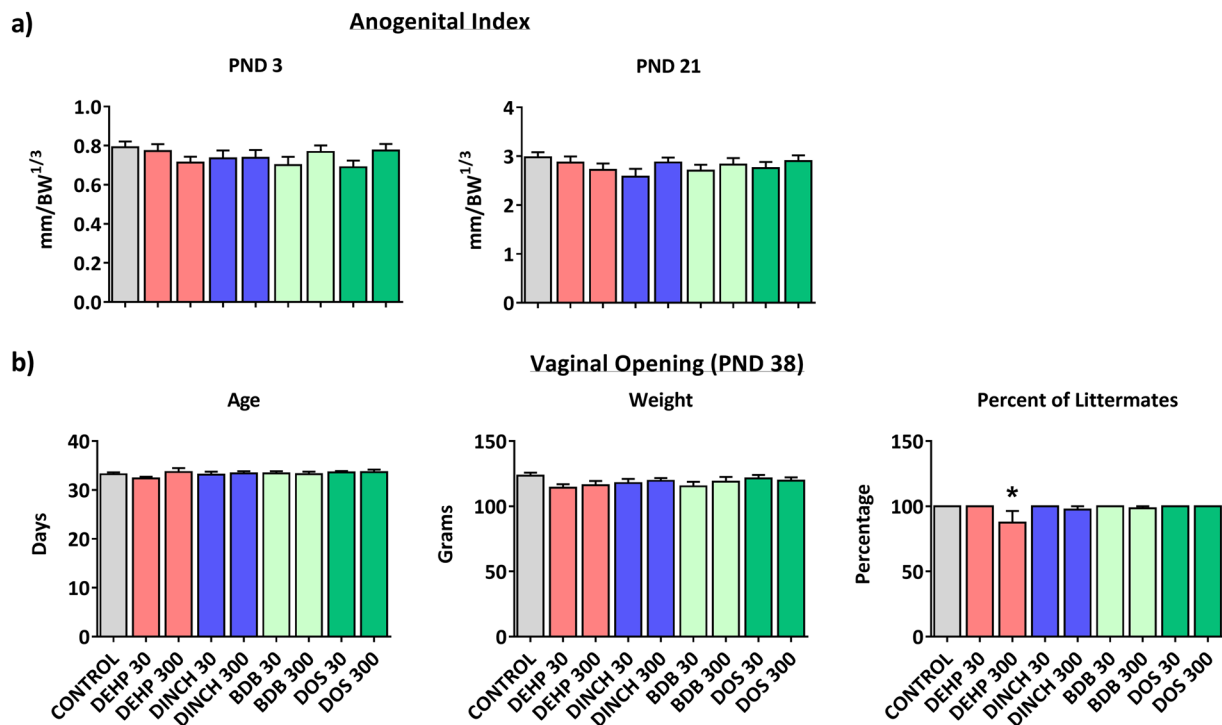 a)
Anogenital Index
PND 3
PND 21
mm/BW1/3
1.0
0.8
0.6
0.4
0.2
0.0
mm/BW1/3
4
3
2
1
0
b)
Vaginal Opening (PND 38)
Age
Weight
Percent of Littermates
Days
40
30
20
10
0
CONTROL
DEHP 30
DEHP 300
DINCH 30
DINCH 300
BDB 30
BDB 300
DOS 30
DOS 300
Grams
150
100
50
0
CONTROL
DEHP 30
DEHP 300
DINCH 30
DINCH 300
BDB 30
BDB 300
DOS 30
DOS 300
Percentage
150
100
50
0
*
CONTROL
DEHP 30
DEHP 300
DINCH 30
DINCH 300
BDB 30
BDB 300
DOS 30
DOS 300